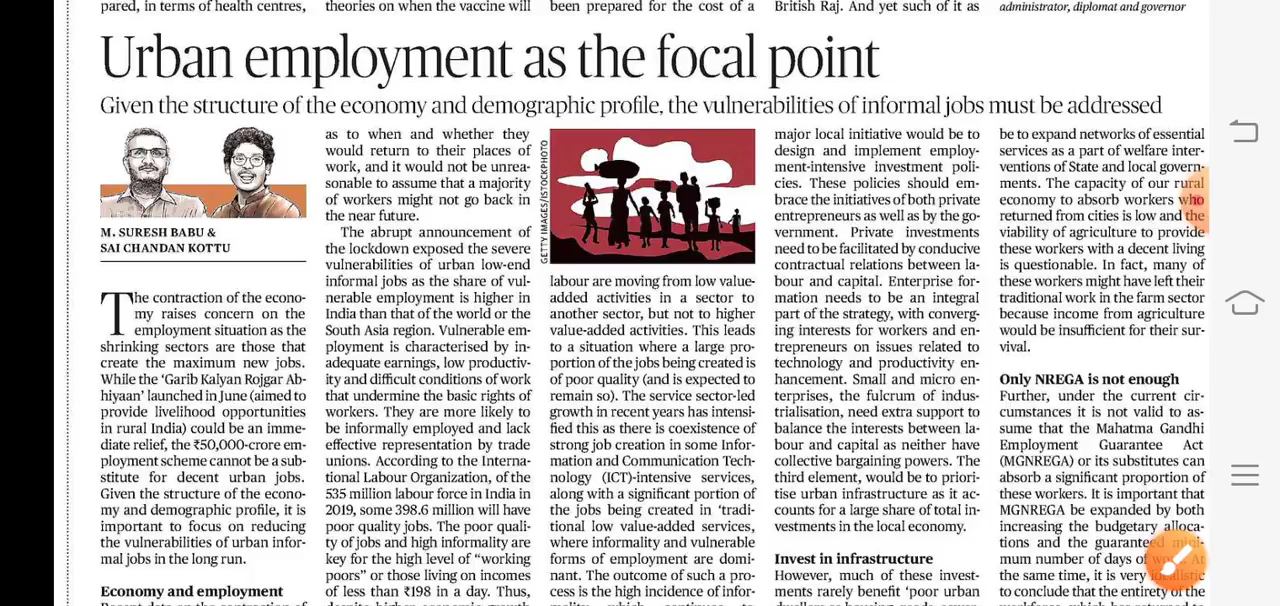 pared, in terms of health centres,
theories on when the vaccine will
been prepared for the cost of a
British Raj. And yet such of it as
administrator, diplomat and governor
Urban employment as the focal point
Given the structure of the economy and demographic profile, the vulnerabilities of informal jobs must be addressed
M. SURESH BABU &
SAI CHANDAN KOTTU
The contraction of the econo-
my raises concern on the
employment situation as the
shrinking sectors are those that
create the maximum new jobs.
While the ‘Garib Kalyan Rojgar Ab-
hiyaan’ launched in June (aimed to
provide livelihood opportunities
in rural India) could be an imme-
diate relief, the ₹50,000-crore em-
ployment scheme cannot be a sub-
stitute for decent urban jobs.
Given the structure of the econo-
my and demographic profile, it is
important to focus on reducing
the vulnerabilities of urban infor-
mal jobs in the long run.
Economy and employment
Recent data on the contraction of
as to when and whether they
would return to their places of
work, and it would not be unrea-
sonable to assume that a majority
of workers might not go back in
the near future.
The abrupt announcement of
the lockdown exposed the severe
vulnerabilities of urban low-end
informal jobs as the share of vul-
nerable employment is higher in
India than that of the world or the
South Asia region. Vulnerable em-
ployment is characterised by in-
adequate earnings, low productiv-
ity and difficult conditions of work
that undermine the basic rights of
workers. They are more likely to
be informally employed and lack
effective representation by trade
unions. According to the Interna-
tional Labour Organization, of the
535 million labour force in India in
2019, some 398.6 million will have
poor quality jobs. The poor quali-
ty of jobs and high informality are
key for the high level of “working
poors” or those living on incomes
of less than ₹198 in a day. Thus,
despite higher economic growth
GETTY IMAGES/ISTOCKPHOTO
labour are moving from low value-
added activities in a sector to
another sector, but not to higher
value-added activities. This leads
to a situation where a large pro-
portion of the jobs being created is
of poor quality (and is expected to
remain so). The service sector-led
growth in recent years has intensi-
fied this as there is coexistence of
strong job creation in some Infor-
mation and Communication Tech-
nology (ICT)-intensive services,
along with a significant portion of
the jobs being created in ‘tradi-
tional low value-added services,
where informality and vulnerable
forms of employment are domi-
nant. The outcome of such a pro-
cess is the high incidence of infor-
mality which continues to
major local initiative would be to
design and implement employ-
ment-intensive investment poli-
cies. These policies should em-
brace the initiatives of both private
entrepreneurs as well as by the go-
vernment. Private investments
need to be facilitated by conducive
contractual relations between la-
bour and capital. Enterprise for-
mation needs to be an integral
part of the strategy, with converg-
ing interests for workers and en-
trepreneurs on issues related to
technology and productivity en-
hancement. Small and micro en-
terprises, the fulcrum of indus-
trialisation, need extra support to
balance the interests between la-
bour and capital as neither have
collective bargaining powers. The
third element, would be to priori-
tise urban infrastructure as it ac-
counts for a large share of total in-
vestments in the local economy.
Invest in infrastructure
However, much of these invest-
ments rarely benefit ‘poor urban
be to expand networks of essential
services as a part of welfare inter-
ventions of State and local govern-
ments. The capacity of our rural
economy to absorb workers who
returned from cities is low and the
viability of agriculture to provide
these workers with a decent living
is questionable. In fact, many of
these workers might have left their
traditional work in the farm sector
because income from agriculture
would be insufficient for their sur-
vival.
Only NREGA is not enough
Further, under the current cir-
cumstances it is not valid to as-
sume that the Mahatma Gandhi
Employment Guarantee Act
(MGNREGA) or its substitutes can
absorb a significant proportion of
these workers. It is important that
MGNREGA be expanded by both
increasing the budgetary alloca-
tions and the guaranteed mini-
mum number of days of work. At
the same time, it is very idealistic
to conclude that the entirety of the